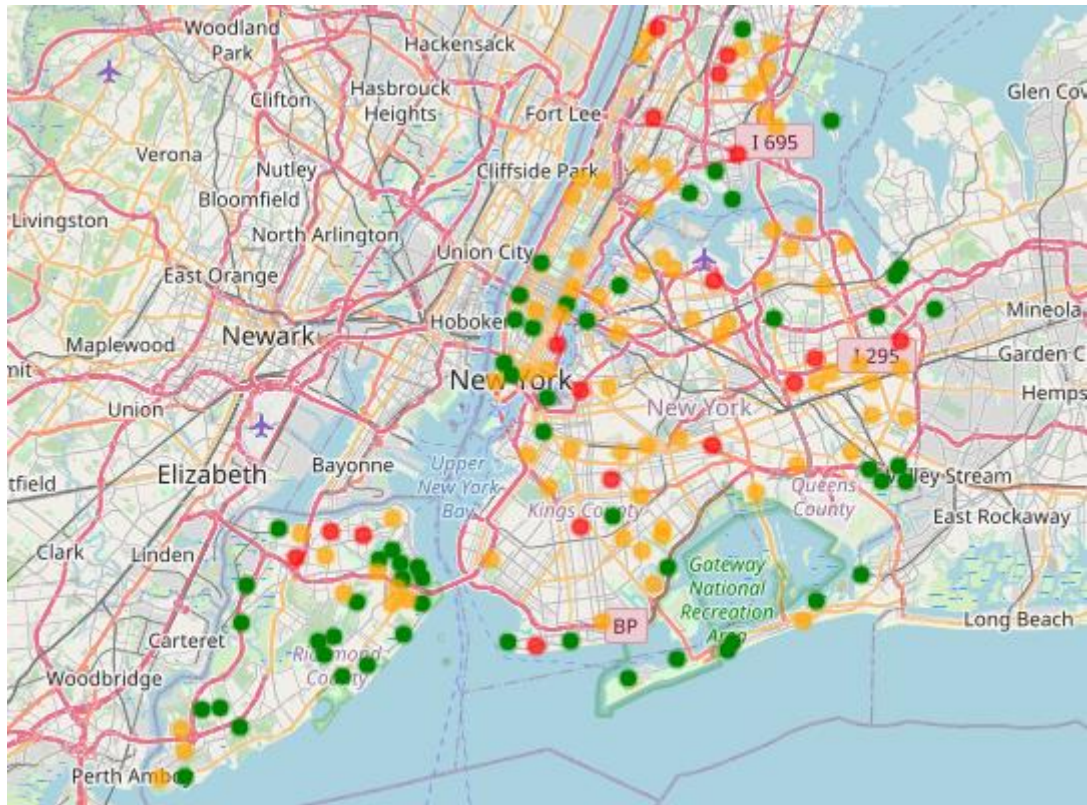 Woodland
Park
Hackensack
Hasbrouck
Heights
Clifton
Fort Lee
Glen Cov
I 695
Verona
Nutley
Cliffside Park
Bloomfield
Livingston
North Arlington
Union City
East Orange
Mineola
Newark
Hoboken
Maplewood
I 295
Garden C
mit
New York
Hemps
Union
New York
Bayonne
Upper
New York
Bay
Elizabeth
Valley Stream
tfield
Kings County
Queens
County
East Rockaway
Clark
Linden
Gateway
National
Recreation
Area
Long Beach
Carteret
BP
Richmond
County
Woodbridge
Perth Amboy